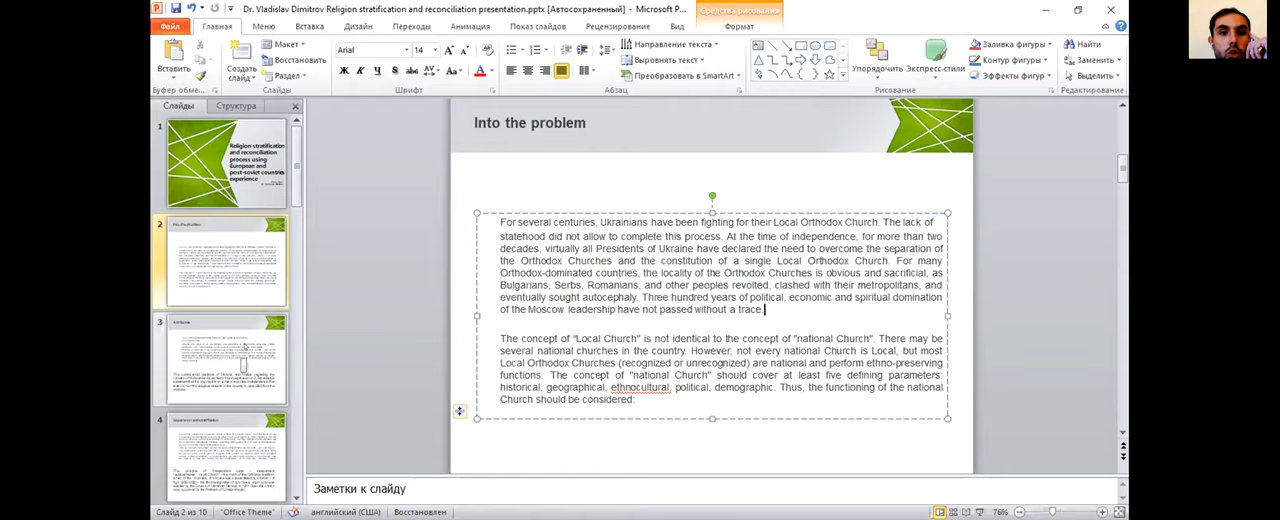 Dr. Vladislav Dimitrov Religion stratification and reconciliation presentation.pptx [Автосохраненный] - Microsoft P...
Средства рисования
Файл Главная Вставка Дизайн Переходы Анимация Показ слайдов Рецензирование Вид Формат
Вставить
Буфер обме...
Создать слайд
Макет
Восстановить
Раздел
Слайды
Arial 14
Ж К Ч S abc AV Aa А
Шрифт
Направление текста
Выровнять текст
Преобразовать в SmartArt
Абзац
Упорядочить Экспресс-стили
Заливка фигуры
Контур фигуры
Эффекты фигур
Рисование
Найти
Заменить
Выделить
Редактирование
Слайды Структура
1
Religion stratification
and reconciliation
process using
European and
post-soviet countries
experience
2
3
4
Into the problem
For several centuries, Ukrainians have been fighting for their Local Orthodox Church. The lack of
statehood did not allow to complete this process. At the time of independence, for more than two
decades, virtually all Presidents of Ukraine have declared the need to overcome the separation of
the Orthodox Churches and the constitution of a single Local Orthodox Church. For many
Orthodox-dominated countries, the locality of the Orthodox Churches is obvious and sacrificial, as
Bulgarians, Serbs, Romanians, and other peoples revolted, clashed with their metropolitans, and
eventually sought autocephaly. Three hundred years of political, economic and spiritual domination
of the Moscow leadership have not passed without a trace.
The concept of "Local Church" is not identical to the concept of "national Church". There may be
several national churches in the country. However, not every national Church is Local, but most
Local Orthodox Churches (recognized or unrecognized) are national and perform ethno-preserving
functions. The concept of "national Church" should cover at least five defining parameters:
historical, geographical, ethnocultural, political, demographic. Thus, the functioning of the national
Church should be considered:
Заметки к слайду
Слайд 2 из 10 "Office Theme" английский (США) Восстановлен 76%